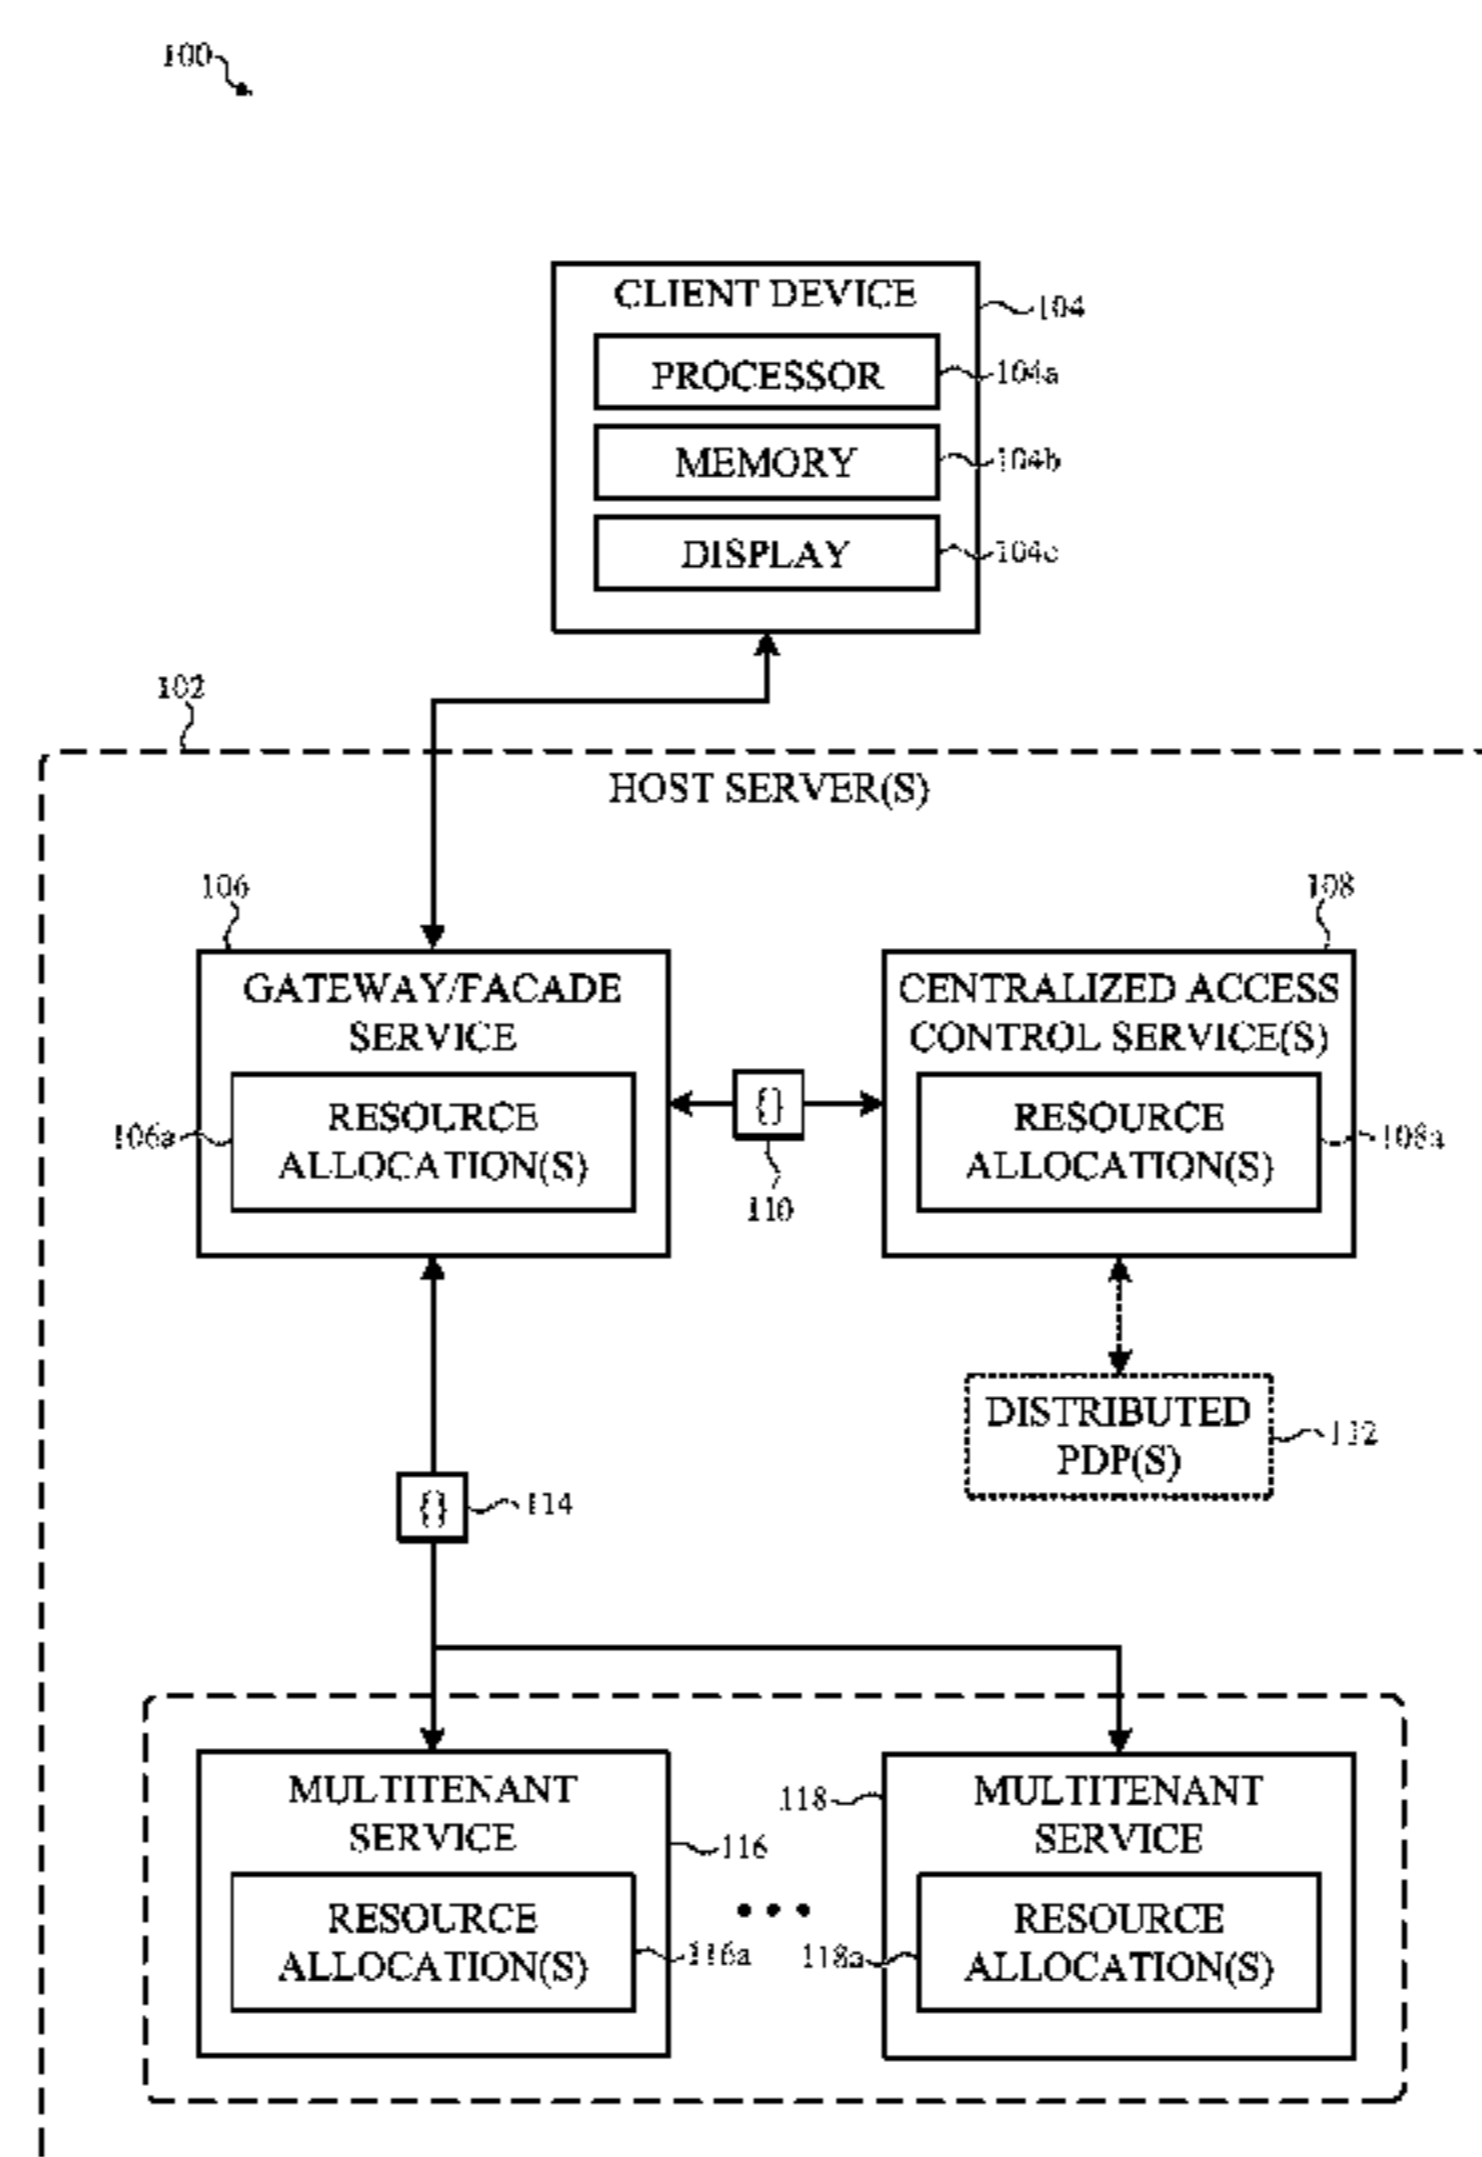 100
CLIENT DEVICE
104
PROCESSOR
104a
MEMORY
104b
DISPLAY
104c
102
HOST SERVER(S)
106
108
GATEWAY/FACADE
SERVICE
CENTRALIZED ACCESS
CONTROL SERVICE(S)
{}
110
106a
RESOURCE
ALLOCATION(S)
RESOURCE
ALLOCATION(S)
108a
DISTRIBUTED
PDP(S)
112
{}
114
MULTITENANT
SERVICE
116
118
MULTITENANT
SERVICE
RESOURCE
ALLOCATION(S)
116a
•••
118a
RESOURCE
ALLOCATION(S)